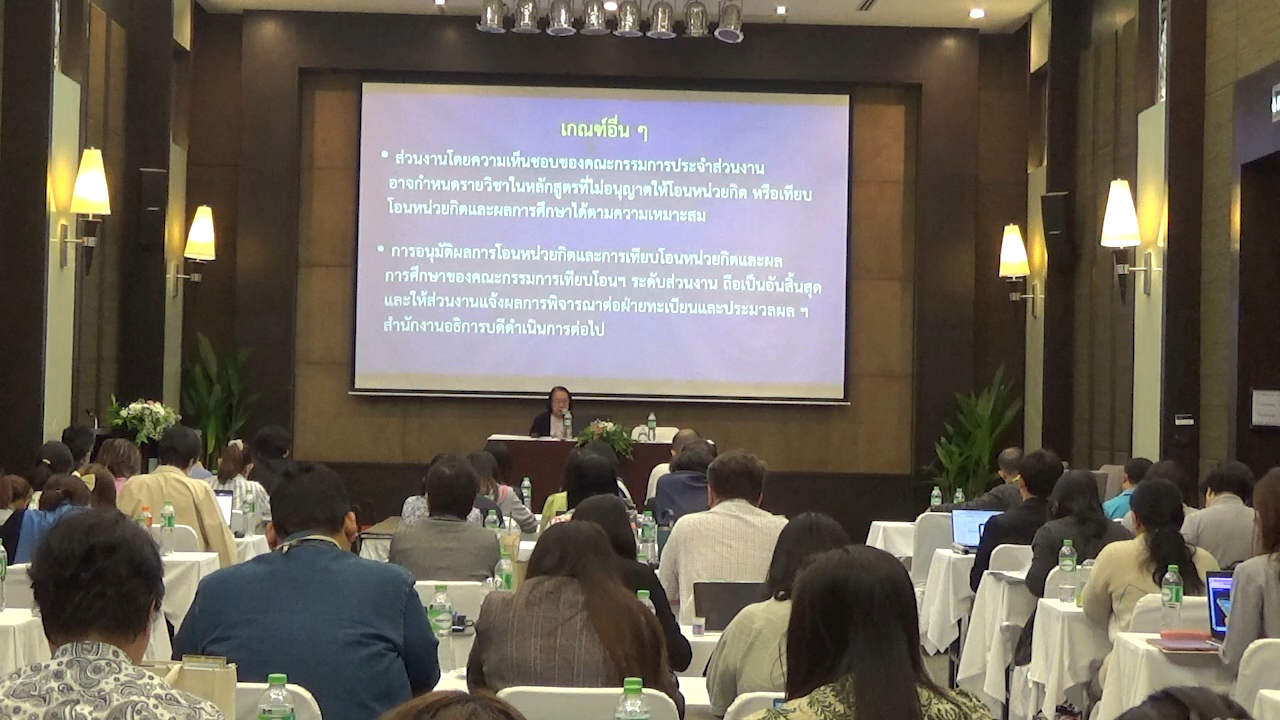 เกณฑ์อื่น ๆ
• ส่วนงานโดยความเห็นชอบของคณะกรรมการประจำส่วนงาน
อาจกำหนดรายวิชาในหลักสูตรที่ไม่อนุญาตให้โอนหน่วยกิต หรือเทียบ
โอนหน่วยกิตและผลการศึกษาได้ตามความเหมาะสม
• การอนุมัติผลการโอนหน่วยกิตและการเทียบโอนหน่วยกิตและผล
การศึกษาของคณะกรรมการเทียบโอนฯ ระดับส่วนงาน ถือเป็นอันสิ้นสุด
และให้ส่วนงานแจ้งผลการพิจารณาต่อฝ่ายทะเบียนและประมวลผล ฯ
สำนักงานอธิการบดีดำเนินการต่อไป